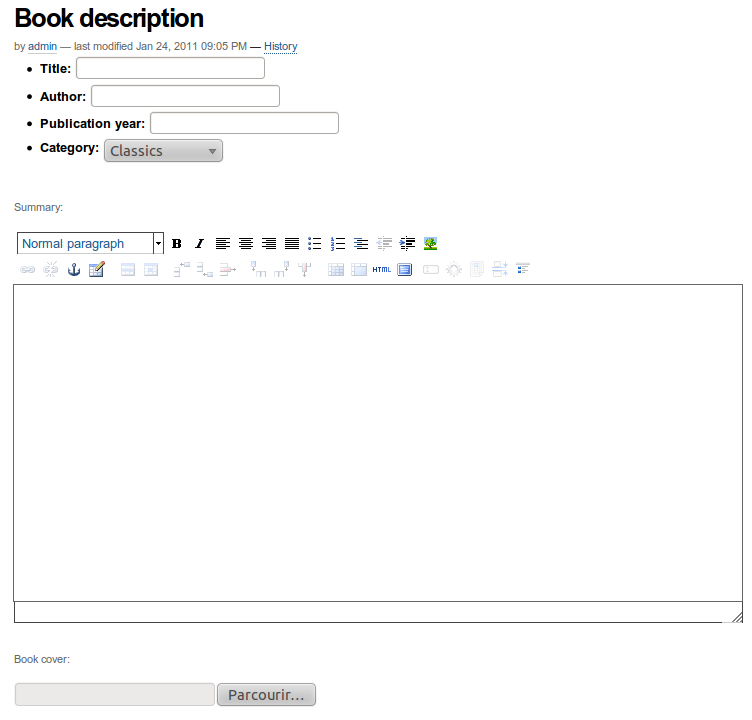 Book description
by admin — last modified Jan 24, 2011 09:05 PM — History
• Title:
• Author:
• Publication year:
• Category: Classics
Summary:
Normal paragraph B I
HTML
Book cover:
Parcourir...